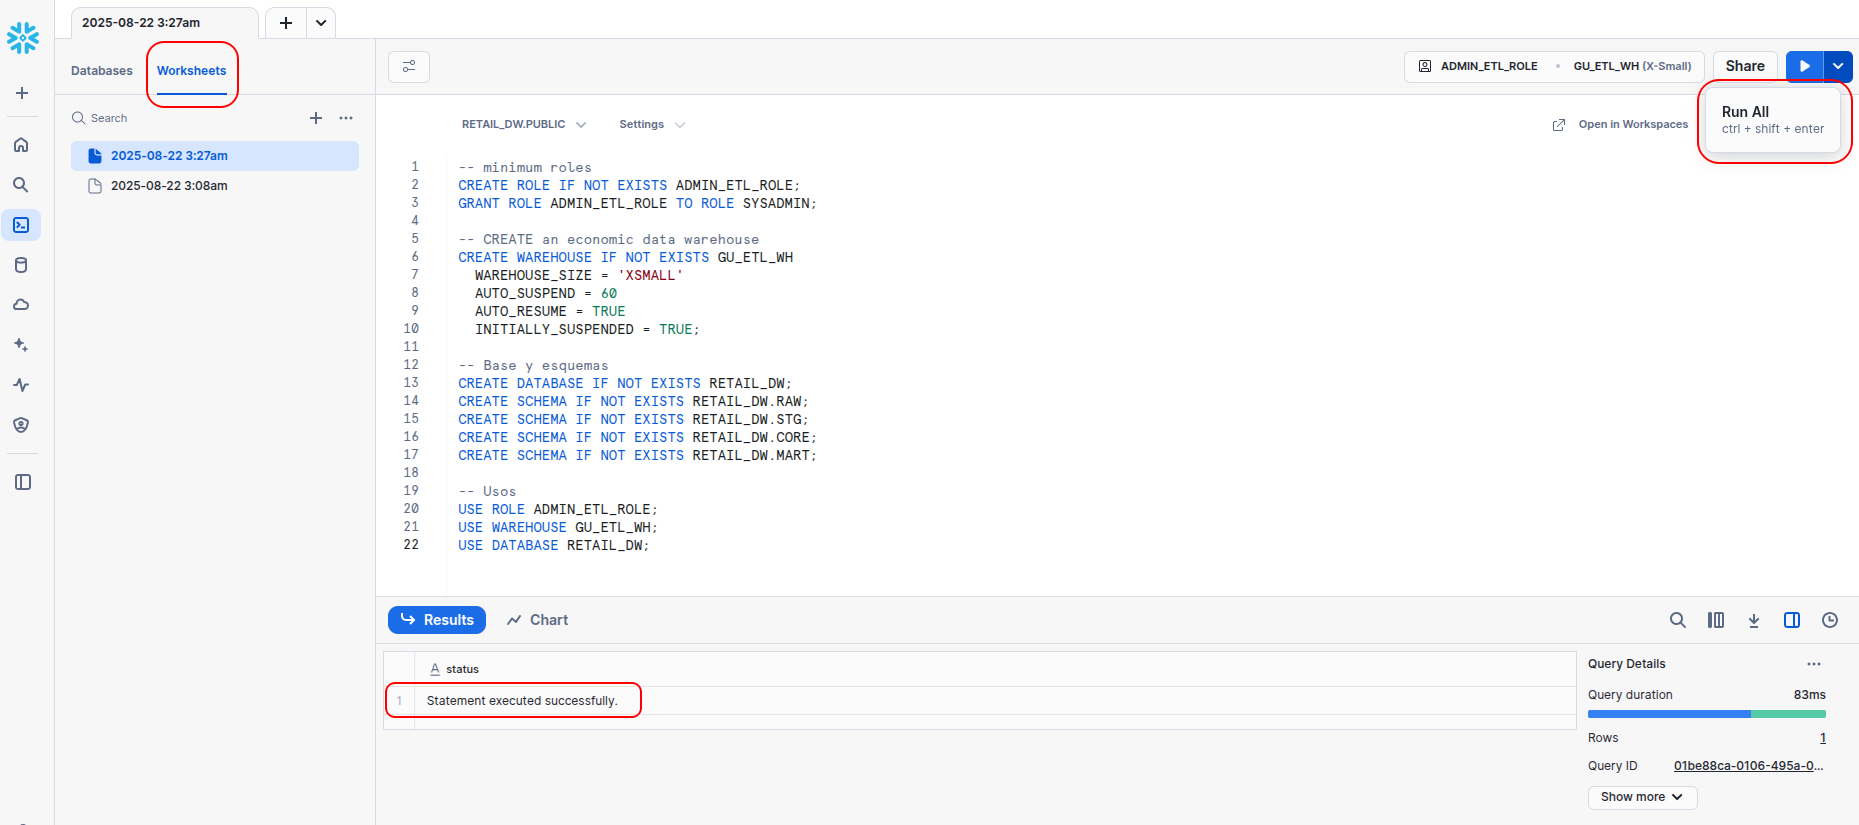 2025-08-22 3:27am
Databases
Worksheets
ADMIN_ETL_ROLE
GU_ETL_WH (X-Small)
Share
Search
Run All
ctrl + shift + enter
RETAIL_DW.PUBLIC
Settings
Open in Workspaces
2025-08-22 3:27am
2025-08-22 3:08am
1 -- minimum roles
2 CREATE ROLE IF NOT EXISTS ADMIN_ETL_ROLE;
3 GRANT ROLE ADMIN_ETL_ROLE TO ROLE SYSADMIN;
4
5 -- CREATE an economic data warehouse
6 CREATE WAREHOUSE IF NOT EXISTS GU_ETL_WH
7 WAREHOUSE_SIZE = 'XSMALL'
8 AUTO_SUSPEND = 60
9 AUTO_RESUME = TRUE
10 INITIALLY_SUSPENDED = TRUE;
11
12 -- Base y esquemas
13 CREATE DATABASE IF NOT EXISTS RETAIL_DW;
14 CREATE SCHEMA IF NOT EXISTS RETAIL_DW.RAW;
15 CREATE SCHEMA IF NOT EXISTS RETAIL_DW.STG;
16 CREATE SCHEMA IF NOT EXISTS RETAIL_DW.CORE;
17 CREATE SCHEMA IF NOT EXISTS RETAIL_DW.MART;
18
19 -- Usos
20 USE ROLE ADMIN_ETL_ROLE;
21 USE WAREHOUSE GU_ETL_WH;
22 USE DATABASE RETAIL_DW;
Results
Chart
A status
1 Statement executed successfully.
Query Details
Query duration 83ms
Rows 1
Query ID 01be88ca-0106-495a-0...
Show more